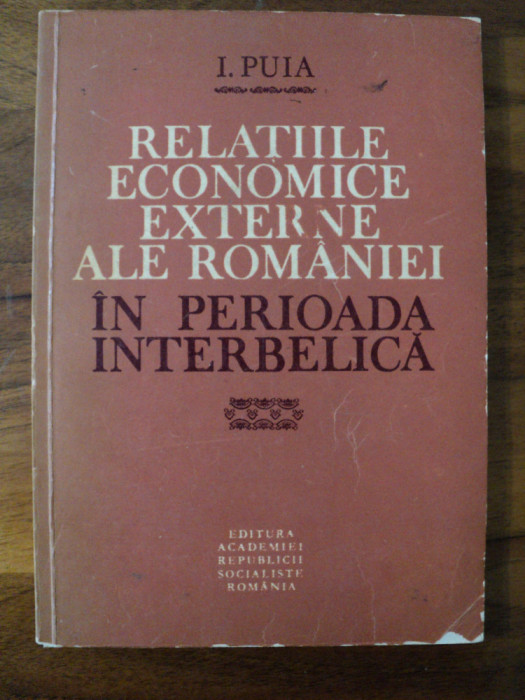 I. PUIA
RELAȚIILE
ECONOMICE
EXTERNE
ALE ROMÂNIEI
ÎN PERIOADA
INTERBELICĂ
EDITURA
ACADEMIEI
REPUBLICII
SOCIALISTE
ROMÂNIA